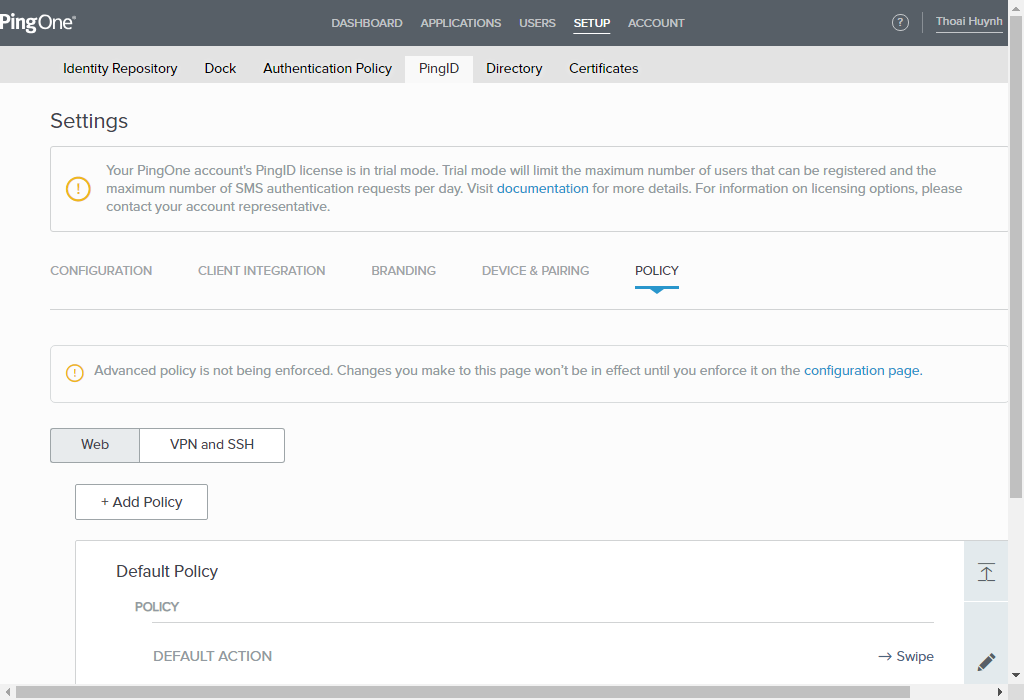 PingOne®
DASHBOARD APPLICATIONS USERS SETUP ACCOUNT ? Thoai Huynh
Identity Repository Dock Authentication Policy PingID Directory Certificates
Settings
Your PingOne account's PingID license is in trial mode. Trial mode will limit the maximum number of users that can be registered and the
maximum number of SMS authentication requests per day. Visit documentation for more details. For information on licensing options, please
contact your account representative.
CONFIGURATION CLIENT INTEGRATION BRANDING DEVICE & PAIRING POLICY
Advanced policy is not being enforced. Changes you make to this page won't be in effect until you enforce it on the configuration page.
Web VPN and SSH
+ Add Policy
Default Policy
POLICY
DEFAULT ACTION → Swipe